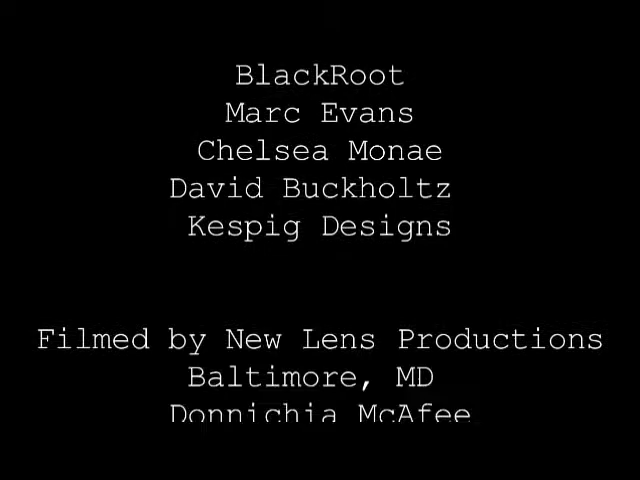 BlackRoot
Marc Evans
Chelsea Monae
David Buckholtz
Kespig Designs
Filmed by New Lens Productions
Baltimore, MD
Donnichia McAfee